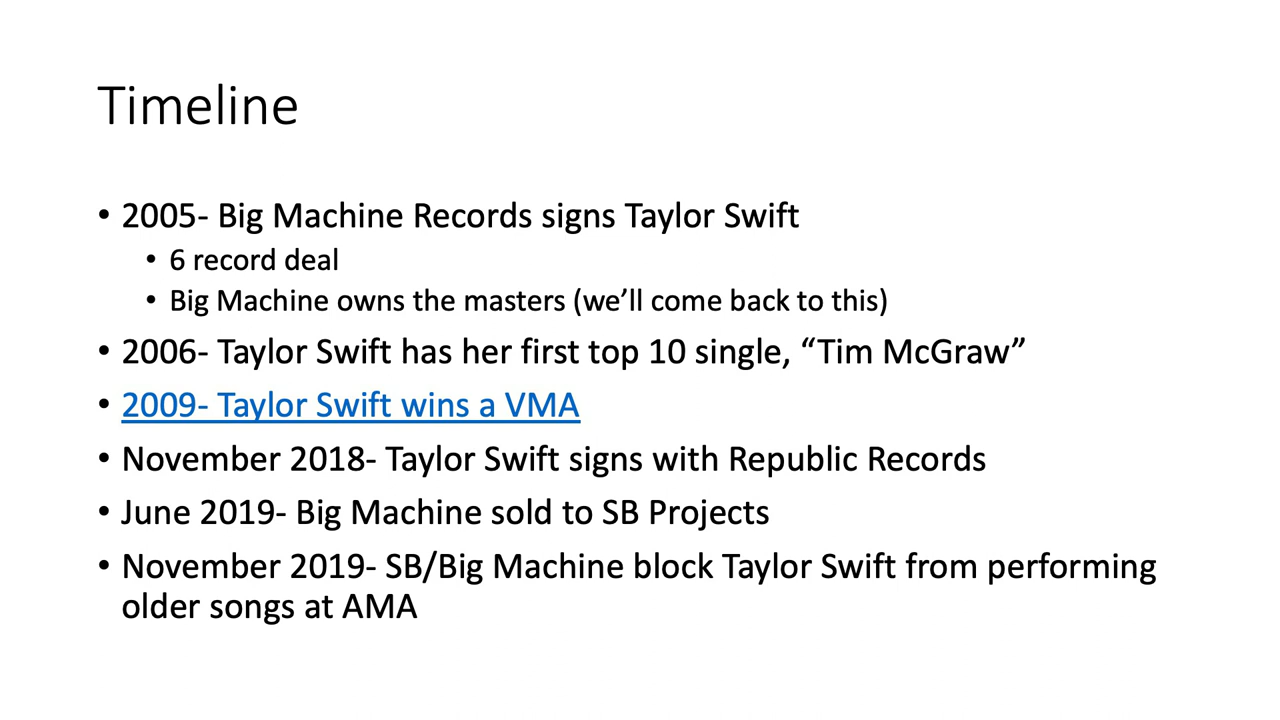 Timeline
• 2005- Big Machine Records signs Taylor Swift
• 6 record deal
• Big Machine owns the masters (we’ll come back to this)
• 2006- Taylor Swift has her first top 10 single, “Tim McGraw”
• 2009- Taylor Swift wins a VMA
• November 2018- Taylor Swift signs with Republic Records
• June 2019- Big Machine sold to SB Projects
• November 2019- SB/Big Machine block Taylor Swift from performing
older songs at AMA